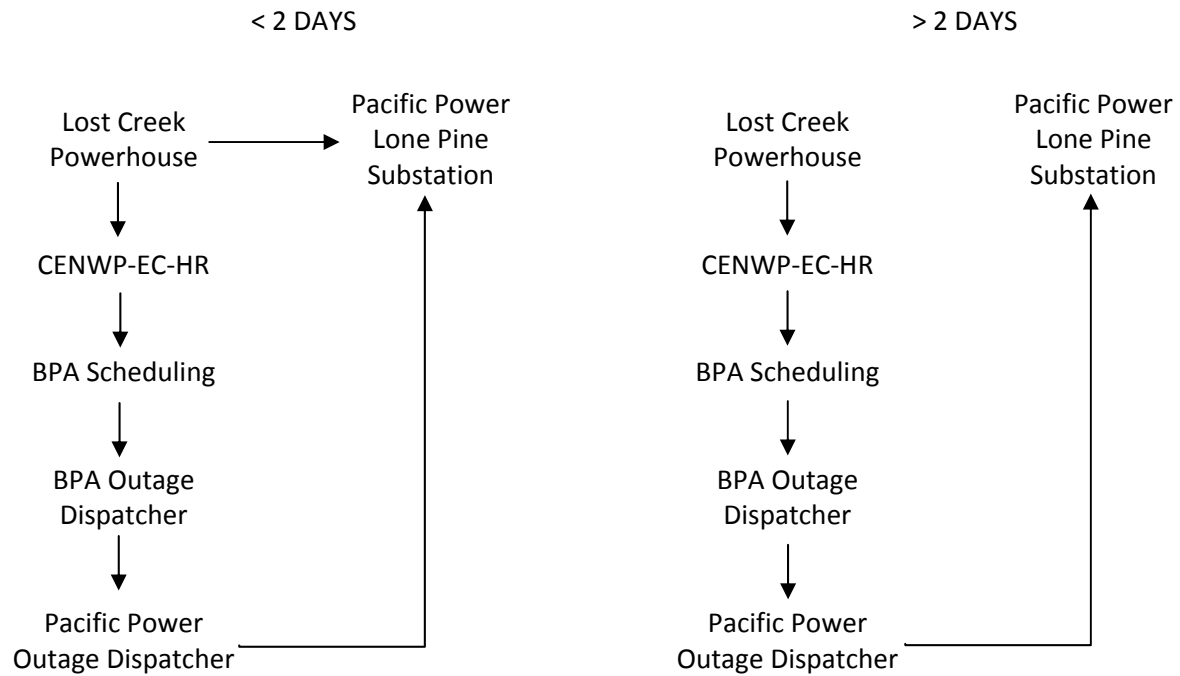 < 2 DAYS
Lost Creek
Powerhouse
Pacific Power
Lone Pine
Substation
CENWP-EC-HR
BPA Scheduling
BPA Outage
Dispatcher
Pacific Power
Outage Dispatcher
> 2 DAYS
Lost Creek
Powerhouse
Pacific Power
Lone Pine
Substation
CENWP-EC-HR
BPA Scheduling
BPA Outage
Dispatcher
Pacific Power
Outage Dispatcher